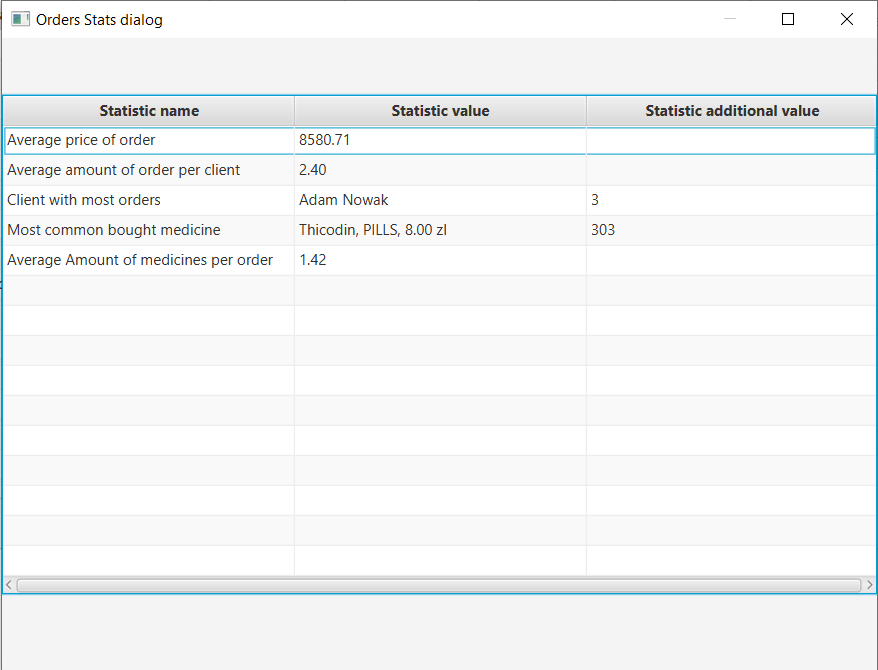 Orders Stats dialog
Statistic name Statistic value Statistic additional value
Average price of order 8580.71
Average amount of order per client 2.40
Client with most orders Adam Nowak 3
Most common bought medicine Thicodin, PILLS, 8.00 zl 303
Average Amount of medicines per order 1.42